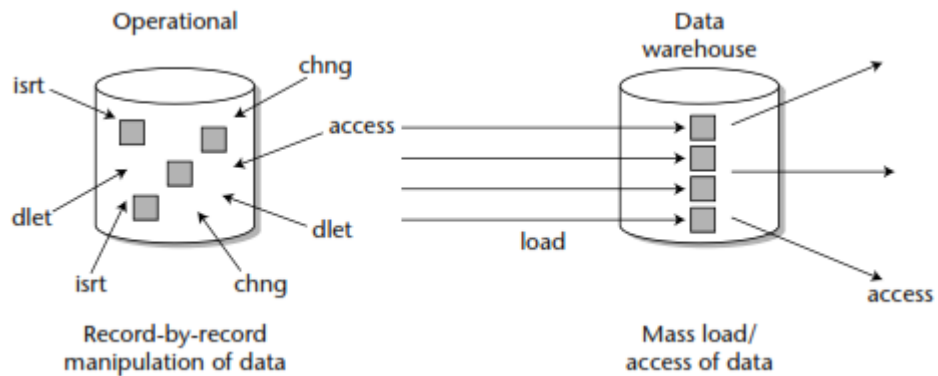 Operational
Data
warehouse
isrt
chng
access
dlet
dlet
isrt
chng
load
access
Record-by-record
manipulation of data
Mass load/
access of data